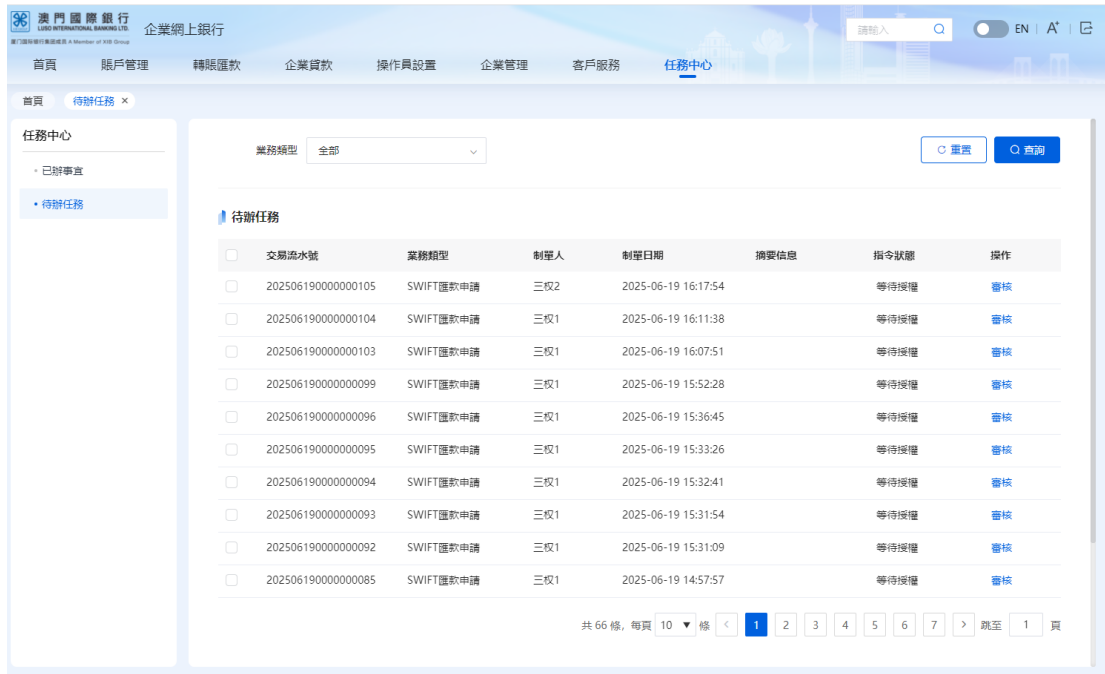 澳門國際銀行 企業網上銀行 請輸入 EN | A+ |
LUSO INTERNATIONAL BANKING LTD.
廈门国际银行集团成员 A Member of XIB Group
首頁 賬戶管理 轉賬匯款 企業貸款 操作員設置 企業管理 客戶服務 任務中心
首頁 待辦任務 ×
任務中心
業務類型 全部 重置 查詢
• 已辦事宜
• 待辦任務
待辦任務
交易流水號 業務類型 制單人 制單日期 摘要信息 指令狀態 操作
202506190000000105 SWIFT匯款申請 三权2 2025-06-19 16:17:54 等待授權 審核
202506190000000104 SWIFT匯款申請 三权1 2025-06-19 16:11:38 等待授權 審核
202506190000000103 SWIFT匯款申請 三权1 2025-06-19 16:07:51 等待授權 審核
202506190000000099 SWIFT匯款申請 三权1 2025-06-19 15:52:28 等待授權 審核
202506190000000096 SWIFT匯款申請 三权1 2025-06-19 15:36:45 等待授權 審核
202506190000000095 SWIFT匯款申請 三权1 2025-06-19 15:33:26 等待授權 審核
202506190000000094 SWIFT匯款申請 三权1 2025-06-19 15:32:41 等待授權 審核
202506190000000093 SWIFT匯款申請 三权1 2025-06-19 15:31:54 等待授權 審核
202506190000000092 SWIFT匯款申請 三权1 2025-06-19 15:31:09 等待授權 審核
202506190000000085 SWIFT匯款申請 三权1 2025-06-19 14:57:57 等待授權 審核
共 66 條, 每頁 10 ▼ 條 < 1 2 3 4 5 6 7 > 跳至 1 頁